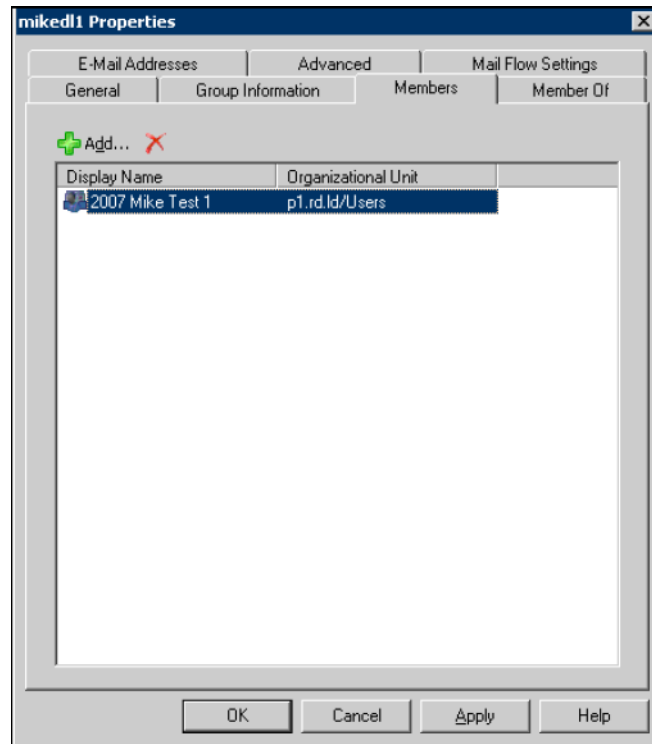 mikedl1 Properties
E-Mail Addresses Advanced Mail Flow Settings
General Group Information Members Member Of
Add...
Display Name Organizational Unit
2007 Mike Test 1 p1.rd.ld/Users
OK Cancel Apply Help